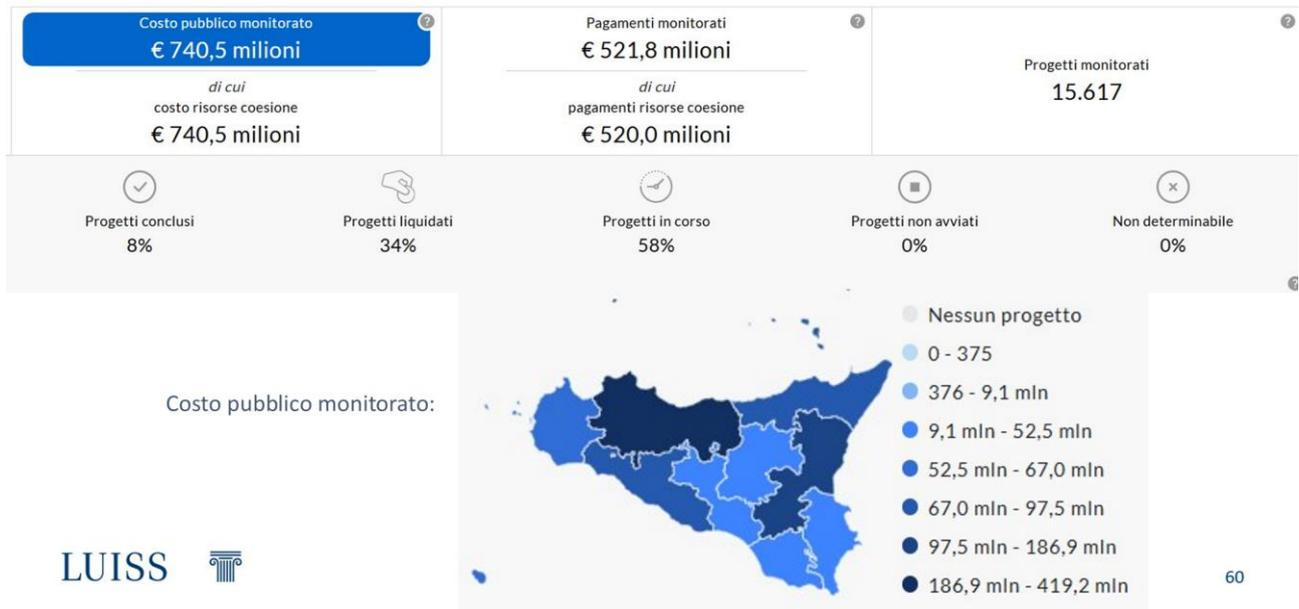 Costo pubblico monitorato
€ 740,5 milioni
di cui
costo risorse coesione
€ 740,5 milioni
Pagamenti monitorati
€ 521,8 milioni
di cui
pagamenti risorse coesione
€ 520,0 milioni
Progetti monitorati
15.617
?
?
?
Progetti conclusi
8%
Progetti liquidati
34%
Progetti in corso
58%
Progetti non avviati
0%
Non determinabile
0%
?
Costo pubblico monitorato:
Nessun progetto
0 - 375
376 - 9,1 mln
9,1 mln - 52,5 mln
52,5 mln - 67,0 mln
67,0 mln - 97,5 mln
97,5 mln - 186,9 mln
186,9 mln - 419,2 mln
LUISS
60